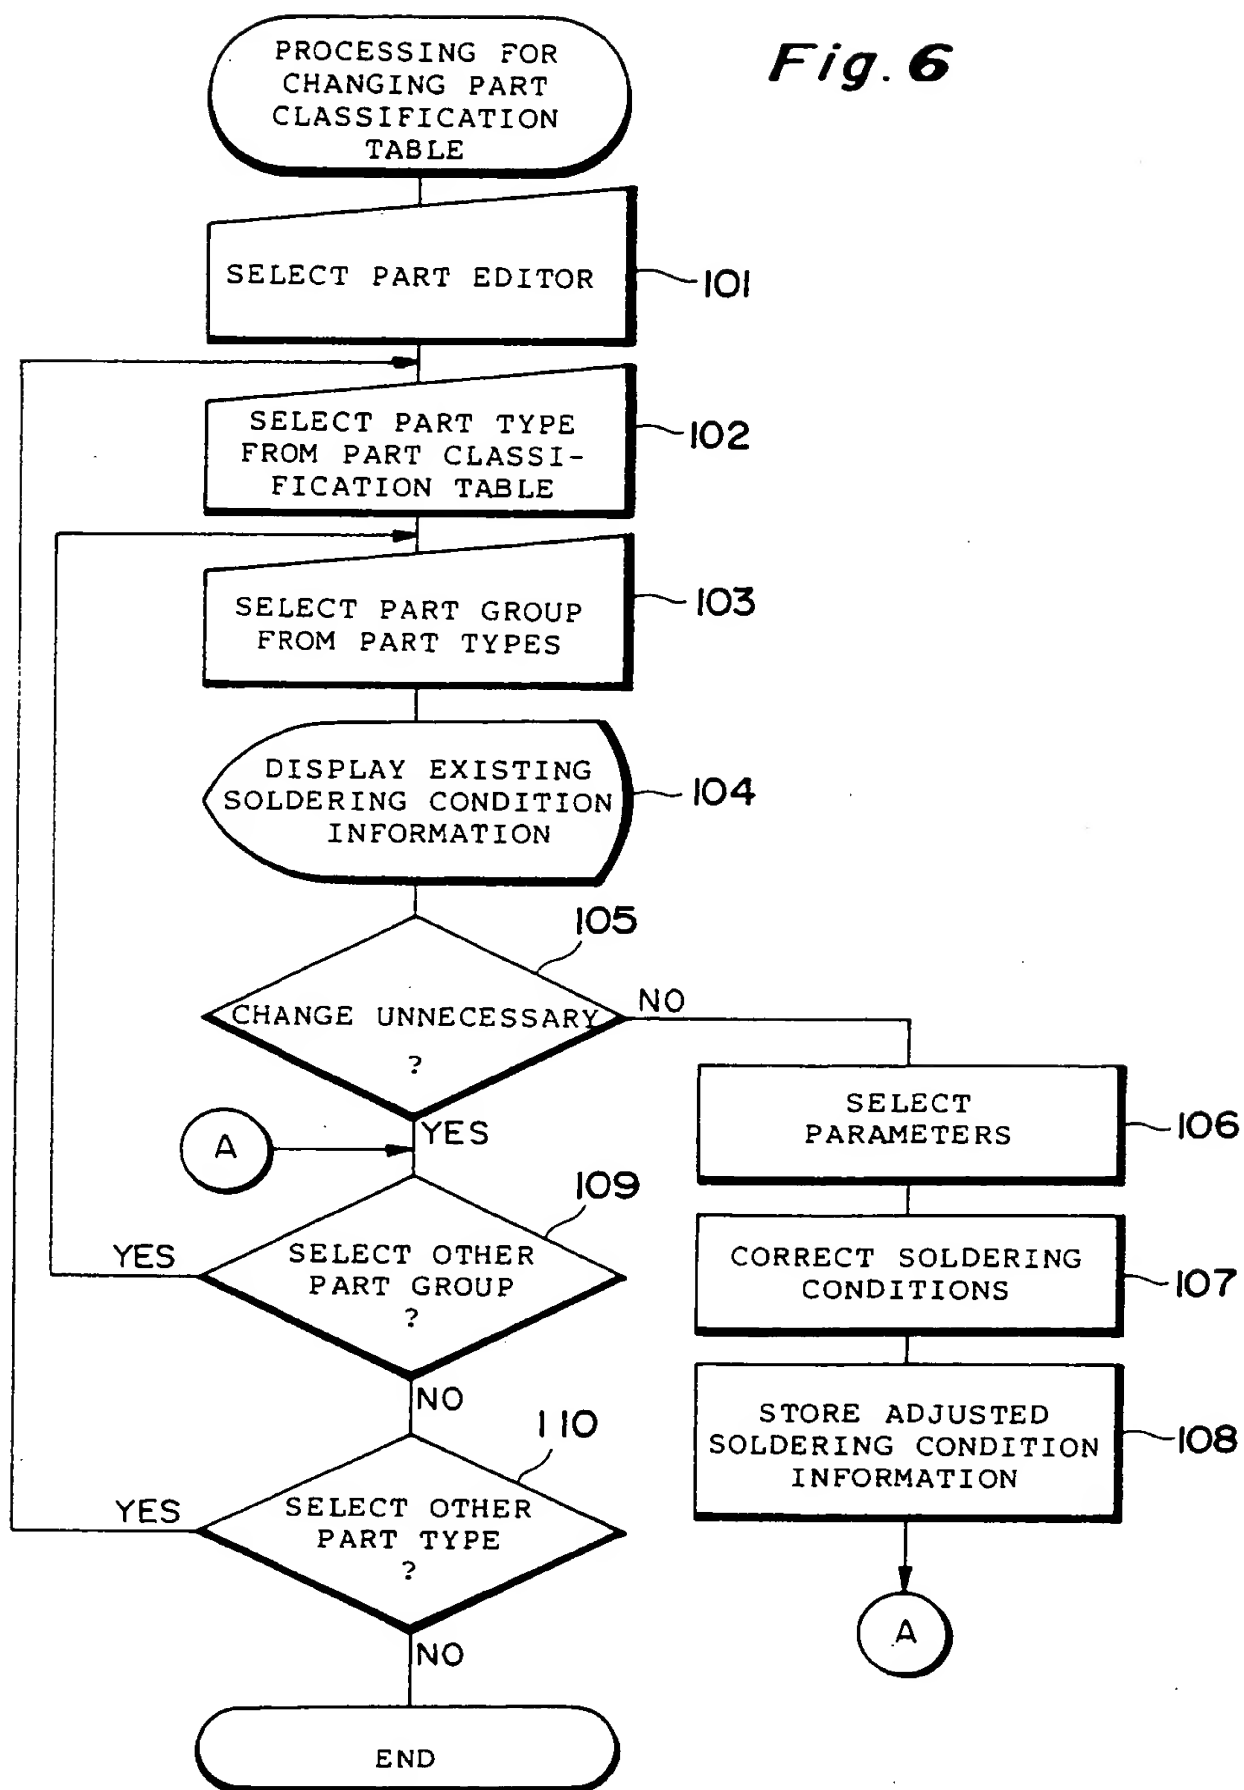 Fig. 6
PROCESSING FOR
CHANGING PART
CLASSIFICATION
TABLE
SELECT PART EDITOR
101
SELECT PART TYPE
FROM PART CLASSI-
FICATION TABLE
102
SELECT PART GROUP
FROM PART TYPES
103
DISPLAY EXISTING
SOLDERING CONDITION
INFORMATION
104
105
CHANGE UNNECESSARY
?
NO
YES
A
SELECT
PARAMETERS
106
CORRECT SOLDERING
CONDITIONS
107
STORE ADJUSTED
SOLDERING CONDITION
INFORMATION
108
A
109
SELECT OTHER
PART GROUP
?
YES
NO
110
SELECT OTHER
PART TYPE
?
YES
NO
END